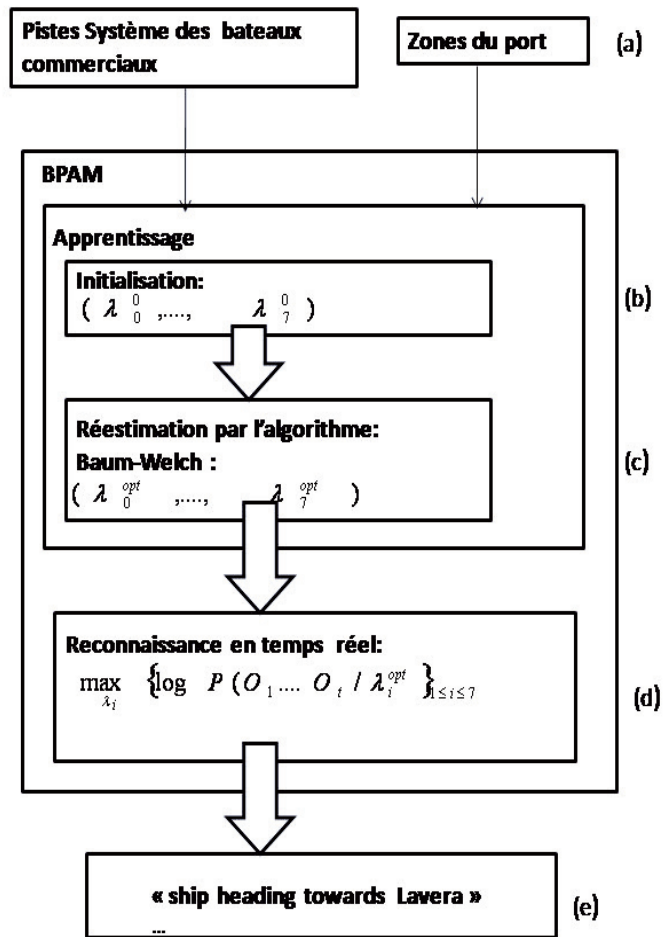 Pistes Système des bateaux
commerciaux
Zones du port
(a)
BPAM
Apprentissage
Initialisation:
( λ 0 0 ,...., λ 0 7 )
(b)
Réestimation par l'algorithme:
Baum-Welch :
( λ opt 0 ,...., λ opt 7 )
(c)
Reconnaissance en temps réel:
max λi {log P ( O 1 .... O t / λ i opt } 1≤i≤7
(d)
« ship heading towards Lavera »
...
(e)